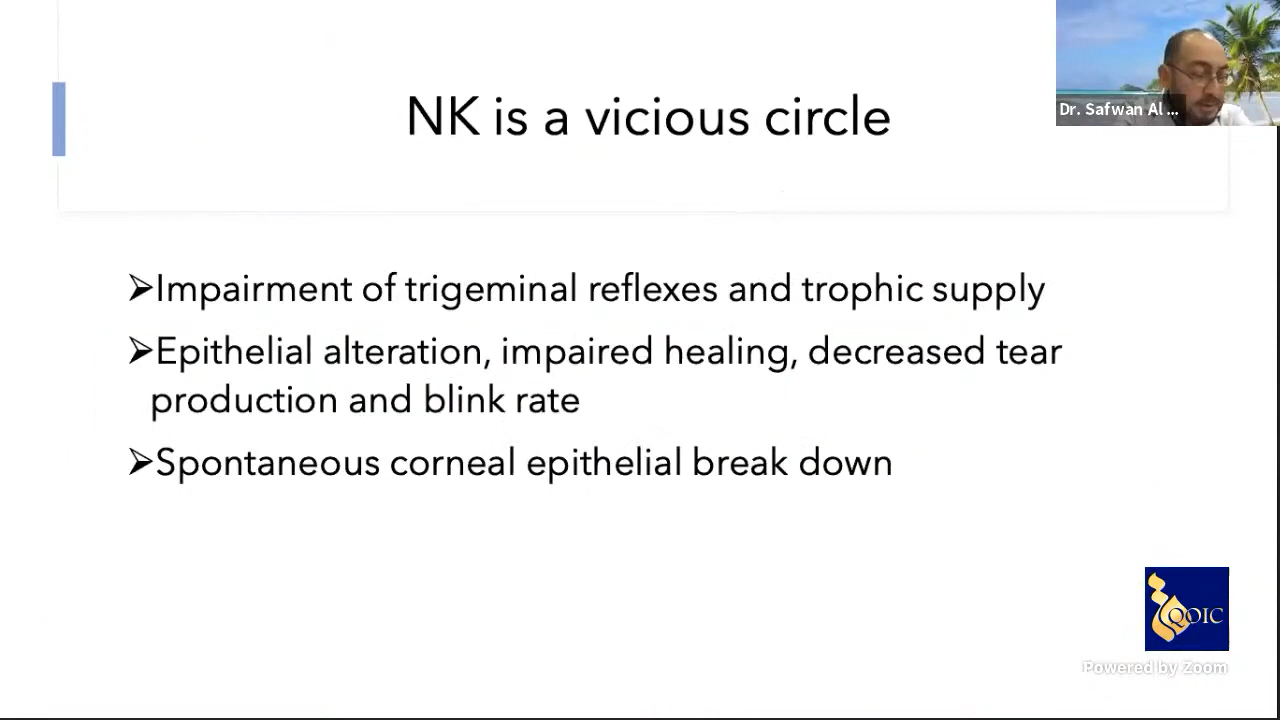 NK is a vicious circle
Dr. Safwan Al ...
➢Impairment of trigeminal reflexes and trophic supply
➢Epithelial alteration, impaired healing, decreased tear
production and blink rate
➢Spontaneous corneal epithelial break down
QOIC
Powered by Zoom